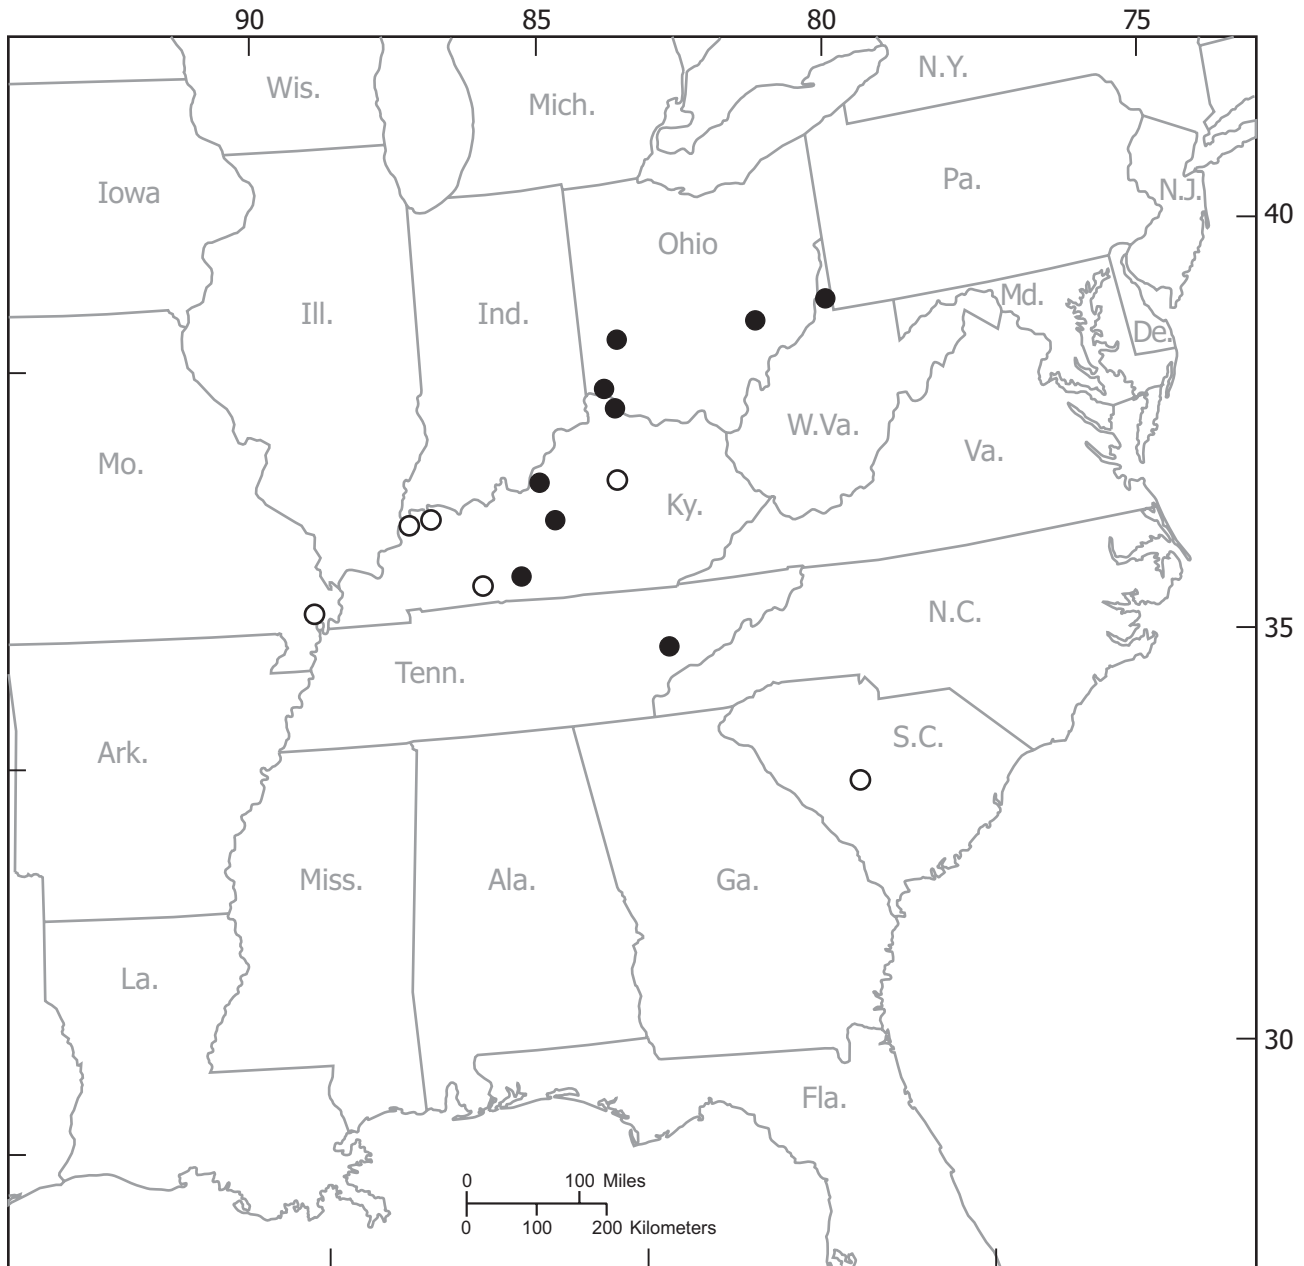 90 85 80 75
N.Y.
Wis.
Mich.
Pa.
Iowa
N.J.
40
Ohio
Md.
Ill.
Ind.
De.
W.Va.
Va.
Mo.
Ky.
N.C.
35
Tenn.
S.C.
Ark.
Miss.
Ala.
Ga.
La.
30
Fla.
0 100 Miles
0 100 200 Kilometers